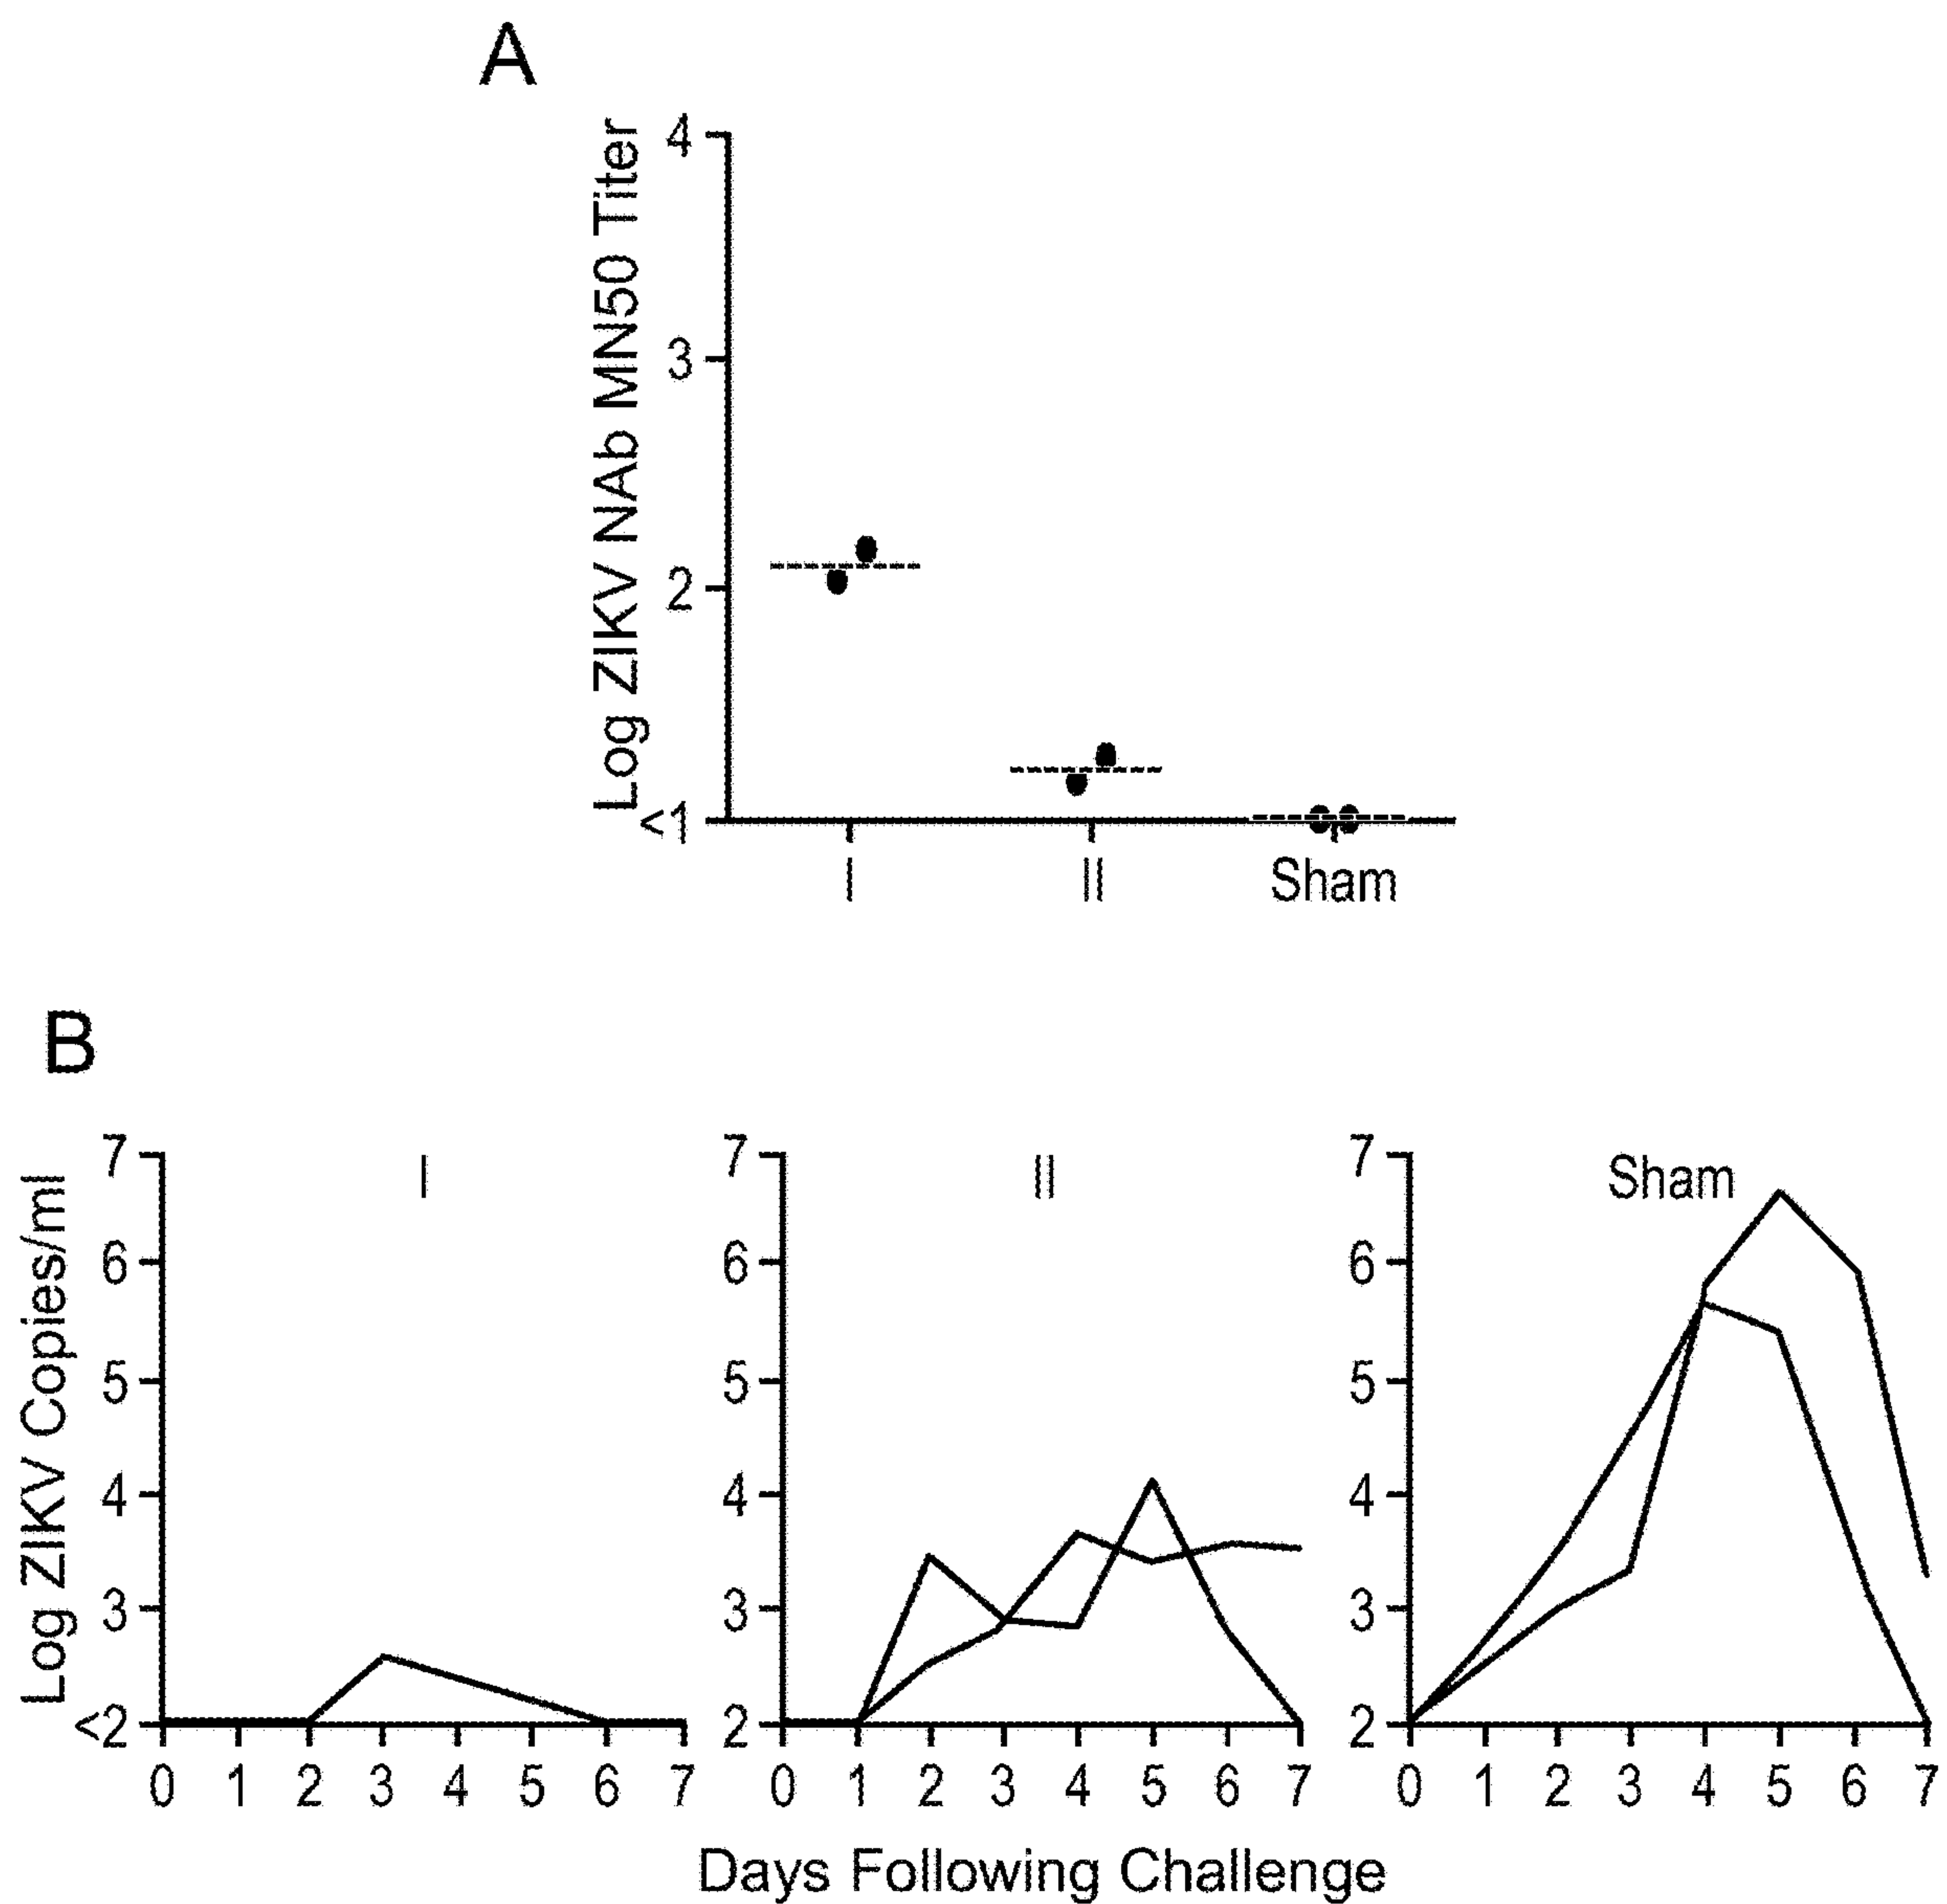 A
Log ZIKV NAb MN50 Titer
4
3
2
<1
I
II
Sham
B
Log ZIKV Copies/ml
7
6
5
4
3
<2
I
0 1 2 3 4 5 6 7
7
6
5
4
3
2
II
0 1 2 3 4 5 6 7
7
6
5
4
3
2
Sham
0 1 2 3 4 5 6 7
Days Following Challenge